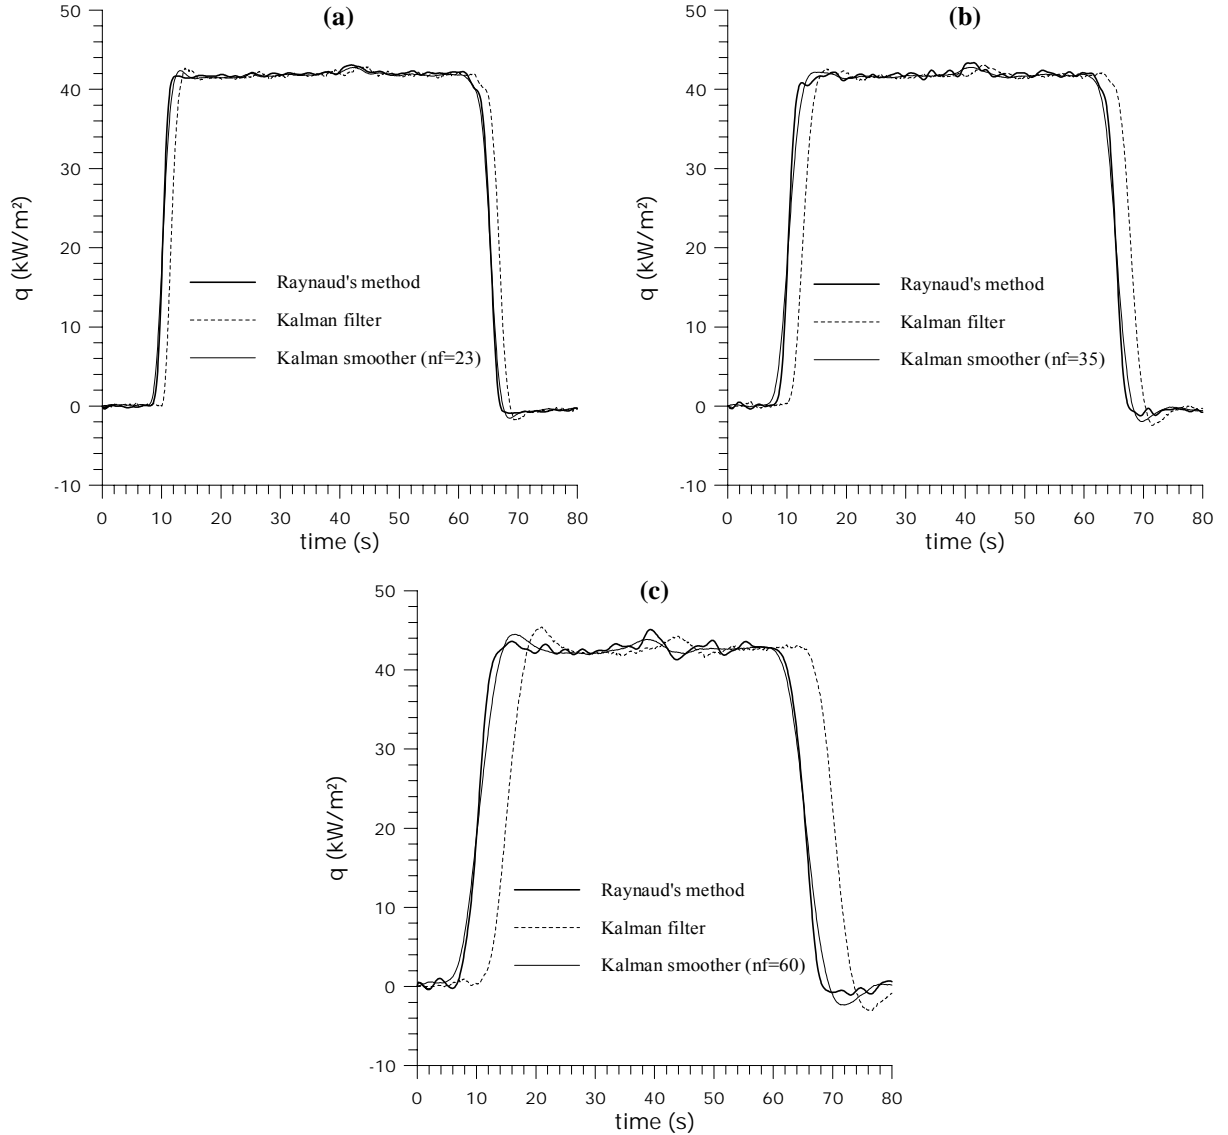 (a)
50
40
30
20
10
0
-10
q (kW/m²)
Raynaud's method
Kalman filter
Kalman smoother (nf=23)
0 10 20 30 40 50 60 70 80
time (s)
(b)
50
40
30
20
10
0
-10
q (kW/m²)
Raynaud's method
Kalman filter
Kalman smoother (nf=35)
0 10 20 30 40 50 60 70 80
time (s)
(c)
50
40
30
20
10
0
-10
q (kW/m²)
Raynaud's method
Kalman filter
Kalman smoother (nf=60)
0 10 20 30 40 50 60 70 80
time (s)